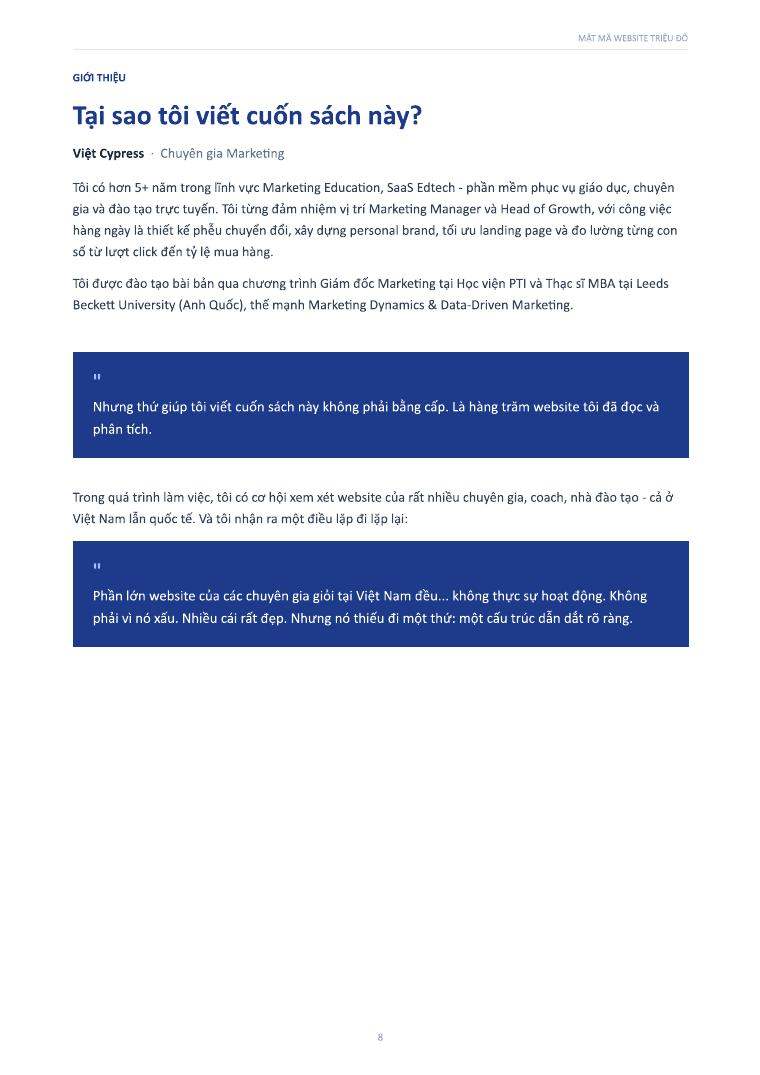 MẬT MÃ WEBSITE TRIỆU ĐÔ
GIỚI THIỆU
Tại sao tôi viết cuốn sách này?
Việt Cypress · Chuyên gia Marketing
Tôi có hơn 5+ năm trong lĩnh vực Marketing Education, SaaS Edtech - phần mềm phục vụ giáo dục, chuyên
gia và đào tạo trực tuyến. Tôi từng đảm nhiệm vị trí Marketing Manager và Head of Growth, với công việc
hàng ngày là thiết kế phễu chuyển đổi, xây dựng personal brand, tối ưu landing page và đo lường từng con
số từ lượt click đến tỷ lệ mua hàng.
Tôi được đào tạo bài bản qua chương trình Giám đốc Marketing tại Học viện PTI và Thạc sĩ MBA tại Leeds
Beckett University (Anh Quốc), thế mạnh Marketing Dynamics & Data-Driven Marketing.
"
Nhưng thứ giúp tôi viết cuốn sách này không phải bằng cấp. Là hàng trăm website tôi đã đọc và
phân tích.
Trong quá trình làm việc, tôi có cơ hội xem xét website của rất nhiều chuyên gia, coach, nhà đào tạo - cả ở
Việt Nam lẫn quốc tế. Và tôi nhận ra một điều lặp đi lặp lại:
"
Phần lớn website của các chuyên gia giỏi tại Việt Nam đều... không thực sự hoạt động. Không
phải vì nó xấu. Nhiều cái rất đẹp. Nhưng nó thiếu đi một thứ: một cấu trúc dẫn dắt rõ ràng.
8